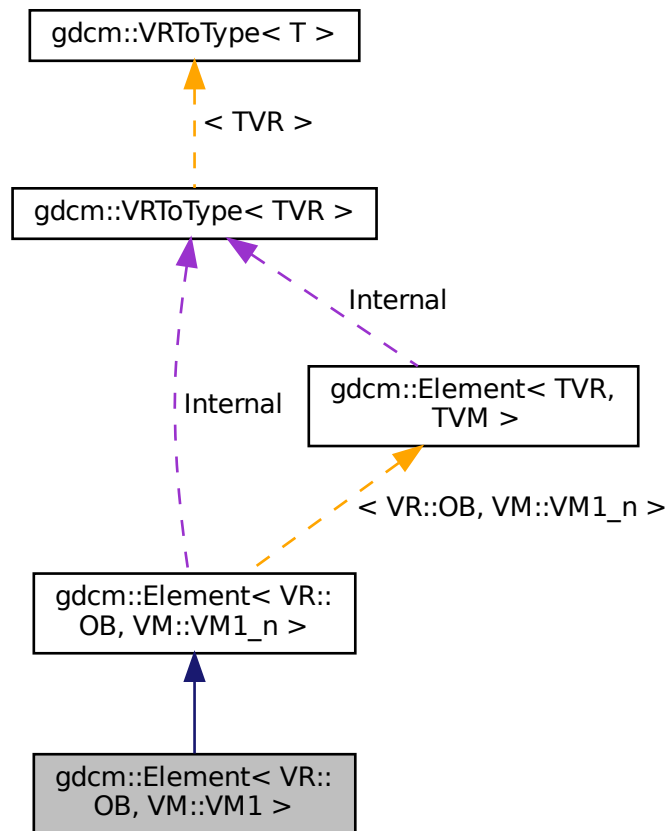 gdcm::VRToType< T >
< TVR >
gdcm::VRToType< TVR >
Internal
gdcm::Element< TVR,
TVM >
Internal
< VR::OB, VM::VM1_n >
gdcm::Element< VR::
OB, VM::VM1_n >
gdcm::Element< VR::
OB, VM::VM1 >